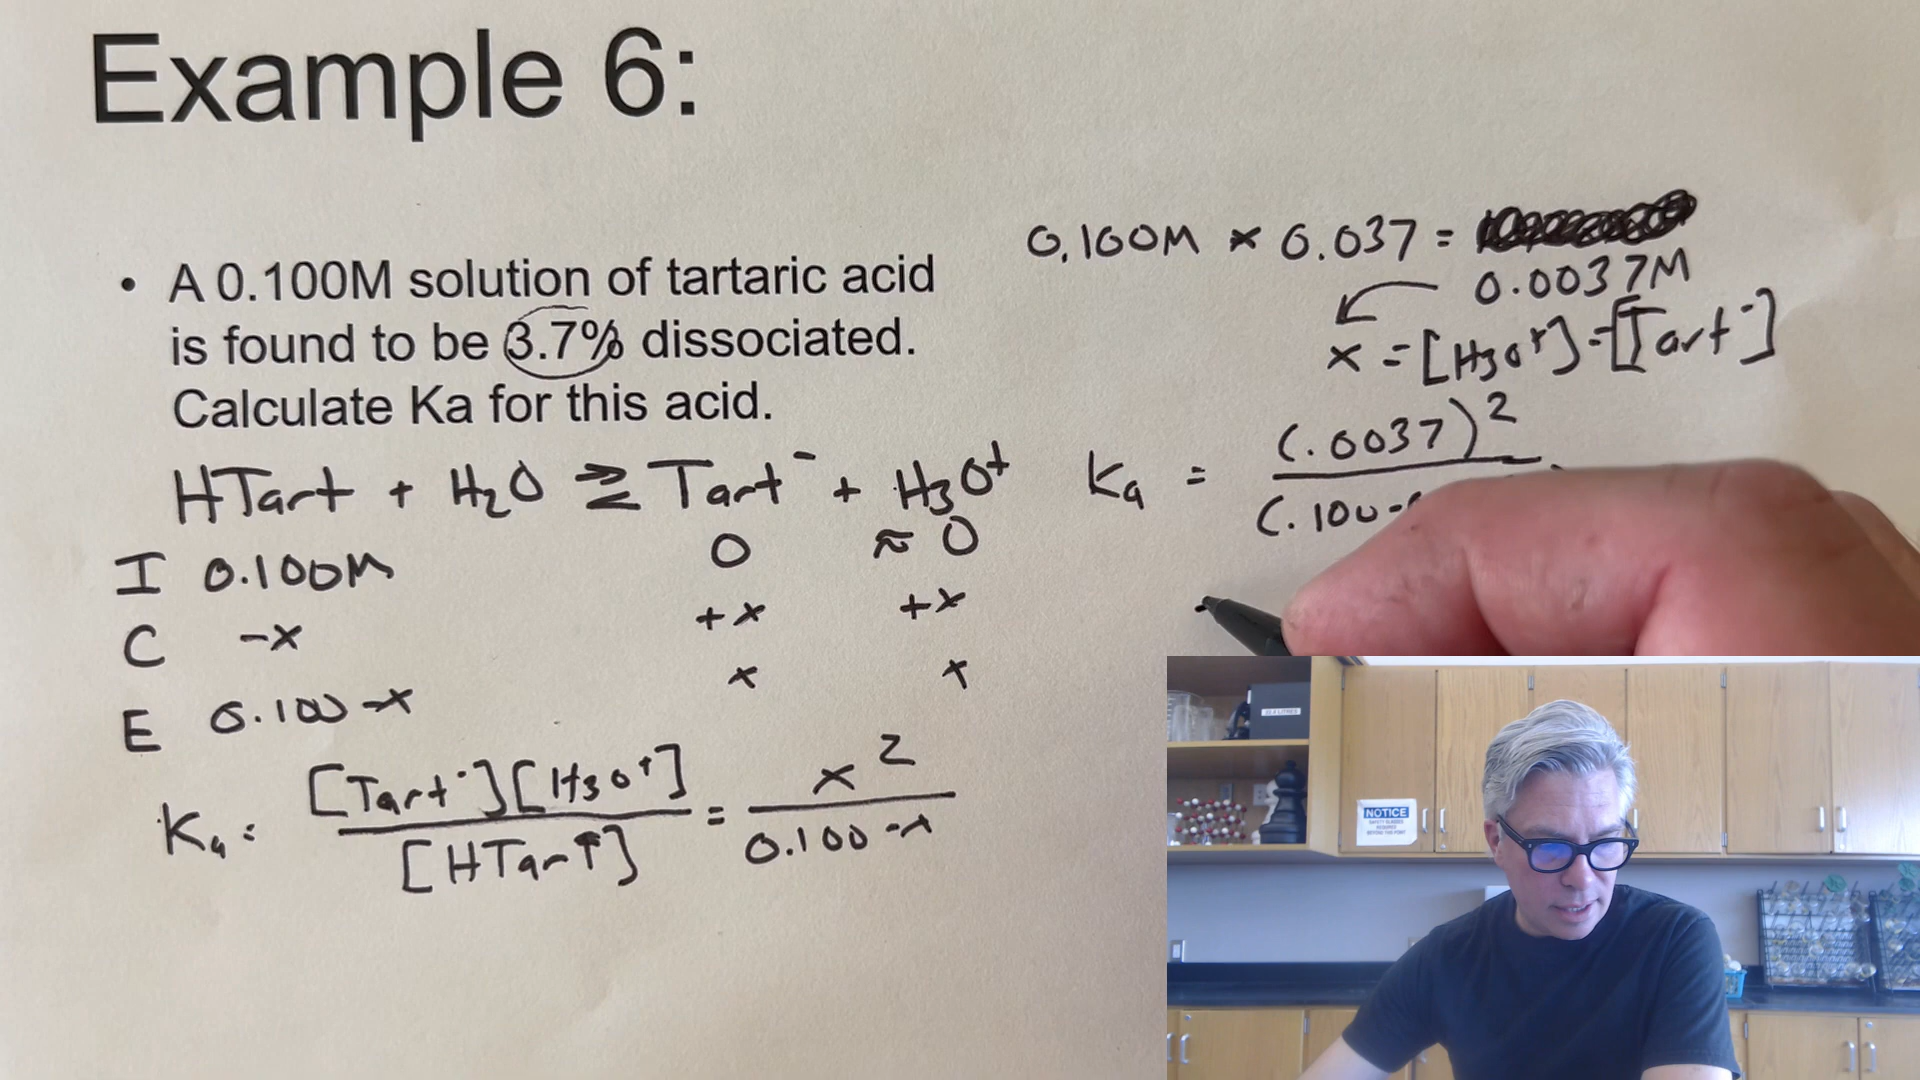 Example 6:
• A 0.100M solution of tartaric acid
is found to be 3.7% dissociated.
Calculate Ka for this acid.
HTart + H₂O ⇌ Tart⁻ + H₃O⁺
I 0.100M 0 ≈ 0
C -x +x +x
E 0.100-x x x
Ka = [Tart⁻][H₃O⁺] / [HTart] = x² / 0.100-x
0.100M × 0.037 =
0.0037M
x = [H₃O⁺] = [Tart⁻]
Ka = (.0037)² / (.100-
NOTICE